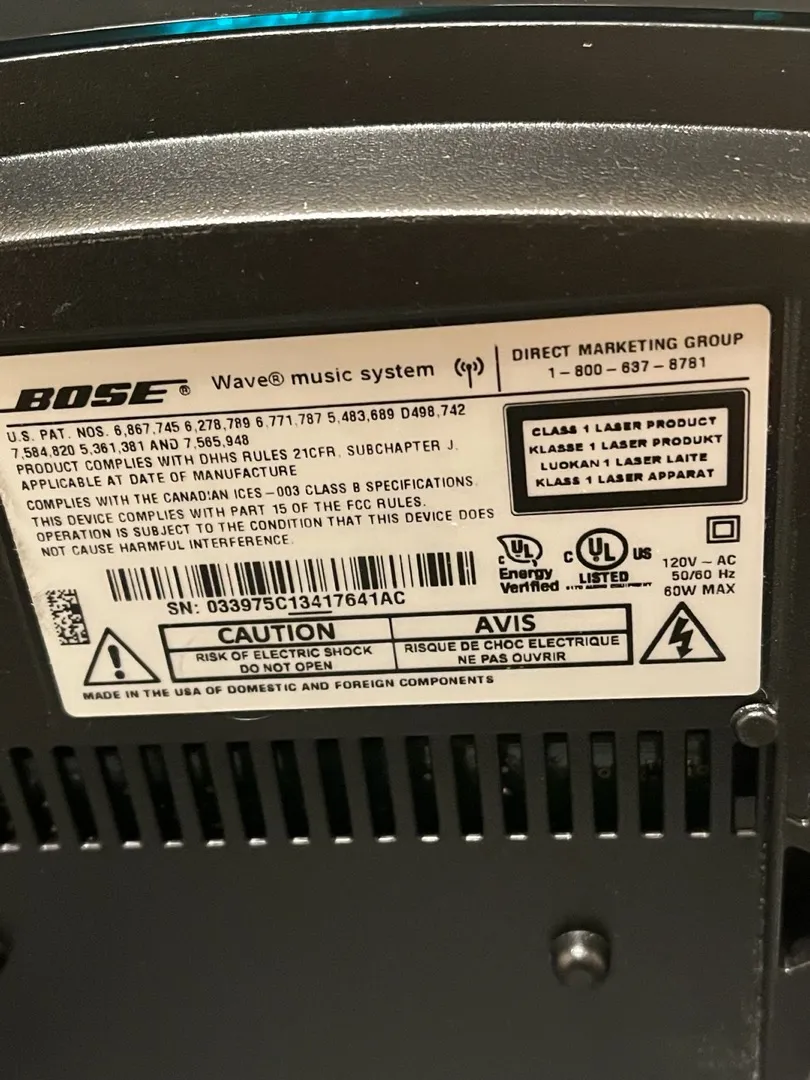 BOSE® Wave® music system
DIRECT MARKETING GROUP
1-800-637-8781
U.S. PAT. NOS. 6,867,745 6,278,789 6,771,787 5,483,689 D498,742
7,584,820 5,361,381 AND 7,565,948
PRODUCT COMPLIES WITH DHHS RULES 21CFR, SUBCHAPTER J.
APPLICABLE AT DATE OF MANUFACTURE
COMPLIES WITH THE CANADIAN ICES-003 CLASS B SPECIFICATIONS.
THIS DEVICE COMPLIES WITH PART 15 OF THE FCC RULES.
OPERATION IS SUBJECT TO THE CONDITION THAT THIS DEVICE DOES
NOT CAUSE HARMFUL INTERFERENCE.
CLASS 1 LASER PRODUCT
KLASSE 1 LASER PRODUKT
LUOKAN 1 LASER LAITE
KLASS 1 LASER APPARAT
SN: 033975C13417641AC
C UL
Energy
Verified
C UL US
LISTED
120V ~ AC
50/60 Hz
60W MAX
CAUTION
RISK OF ELECTRIC SHOCK
DO NOT OPEN
AVIS
RISQUE DE CHOC ELECTRIQUE
NE PAS OUVRIR
MADE IN THE USA OF DOMESTIC AND FOREIGN COMPONENTS